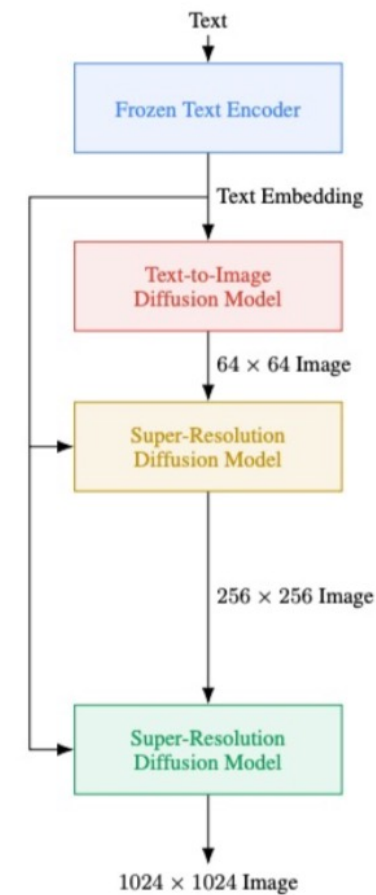 Text
Frozen Text Encoder
Text Embedding
Text-to-Image
Diffusion Model
64 × 64 Image
Super-Resolution
Diffusion Model
256 × 256 Image
Super-Resolution
Diffusion Model
1024 × 1024 Image